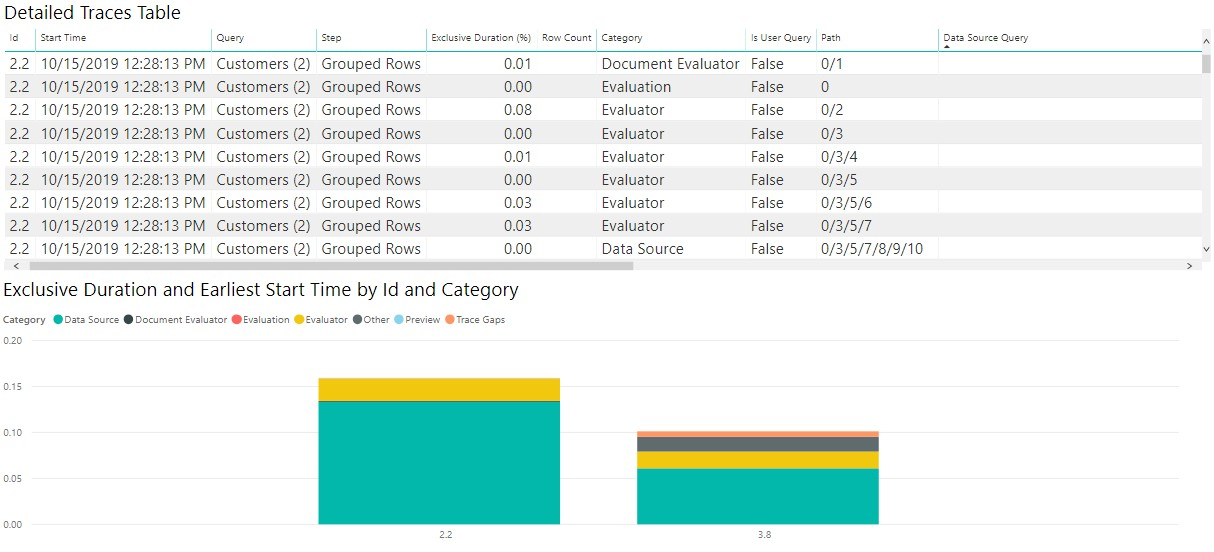 Detailed Traces Table
Id Start Time Query Step Exclusive Duration (%) Row Count Category Is User Query Path Data Source Query
2.2 10/15/2019 12:28:13 PM Customers (2) Grouped Rows 0.01 Document Evaluator False 0/1
2.2 10/15/2019 12:28:13 PM Customers (2) Grouped Rows 0.00 Evaluation False 0
2.2 10/15/2019 12:28:13 PM Customers (2) Grouped Rows 0.08 Evaluator False 0/2
2.2 10/15/2019 12:28:13 PM Customers (2) Grouped Rows 0.00 Evaluator False 0/3
2.2 10/15/2019 12:28:13 PM Customers (2) Grouped Rows 0.01 Evaluator False 0/3/4
2.2 10/15/2019 12:28:13 PM Customers (2) Grouped Rows 0.00 Evaluator False 0/3/5
2.2 10/15/2019 12:28:13 PM Customers (2) Grouped Rows 0.03 Evaluator False 0/3/5/6
2.2 10/15/2019 12:28:13 PM Customers (2) Grouped Rows 0.03 Evaluator False 0/3/5/7
2.2 10/15/2019 12:28:13 PM Customers (2) Grouped Rows 0.00 Data Source False 0/3/5/7/8/9/10
Exclusive Duration and Earliest Start Time by Id and Category
Category Data Source Document Evaluator Evaluation Evaluator Other Preview Trace Gaps
0.20
0.15
0.10
0.05
0.00
2.2 3.8